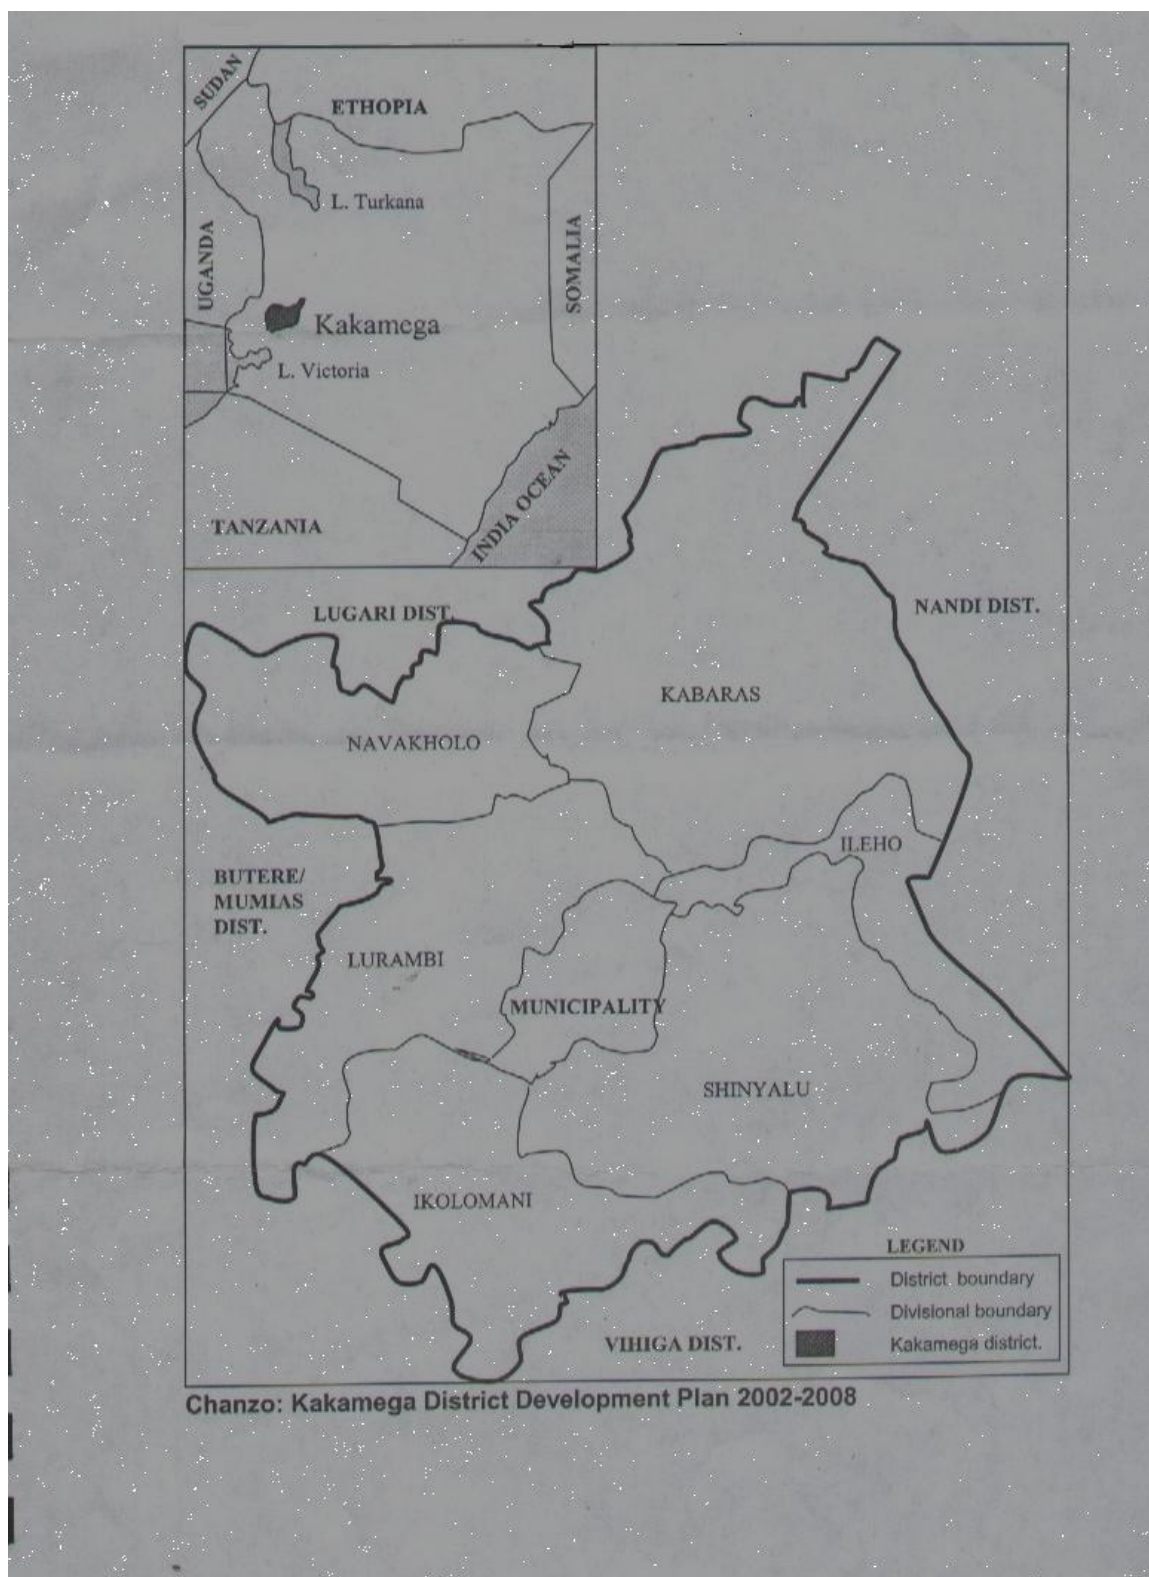 SUDAN
ETHOPIA
L. Turkana
UGANDA
SOMALIA
Kakamega
L. Victoria
INDIA OCEAN
TANZANIA
LUGARI DIST.
NANDI DIST.
KABARAS
NAVAKHOLO
ILEHO
BUTERE/
MUMIAS
DIST.
LURAMBI
MUNICIPALITY
SHINYALU
IKOLOMANI
LEGEND
District boundary
Divisional boundary
Kakamega district.
VIHIGA DIST.
Chanzo: Kakamega District Development Plan 2002-2008